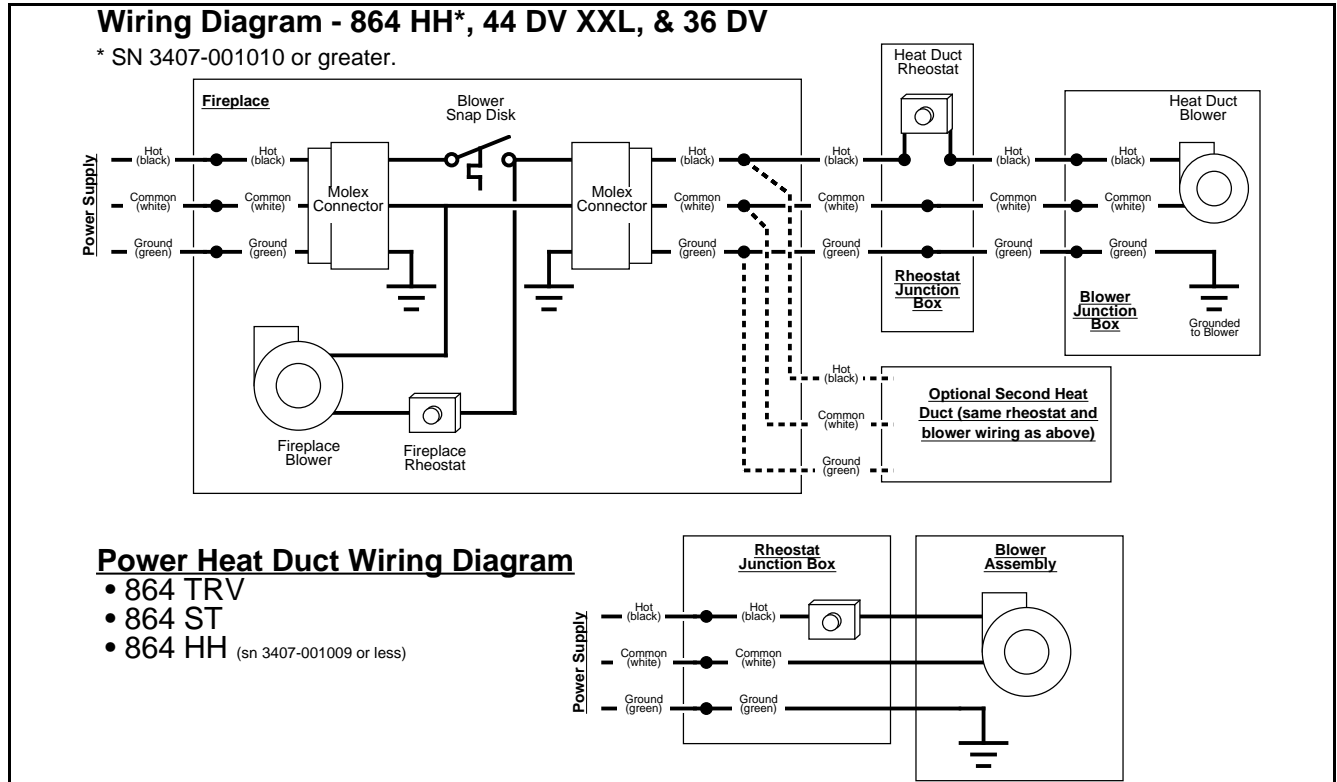 Wiring Diagram - 864 HH*, 44 DV XXL, & 36 DV
* SN 3407-001010 or greater.
Fireplace
Blower
Snap Disk
Heat Duct
Rheostat
Heat Duct
Blower
Power Supply
Hot
(black)
Hot
(black)
Hot
(black)
Hot
(black)
Hot
(black)
Hot
(black)
Molex
Connector
Molex
Connector
Common
(white)
Common
(white)
Common
(white)
Common
(white)
Common
(white)
Common
(white)
Ground
(green)
Ground
(green)
Ground
(green)
Ground
(green)
Ground
(green)
Ground
(green)
Rheostat
Junction
Box
Blower
Junction
Box
Grounded
to Blower
Fireplace
Blower
Fireplace
Rheostat
Hot
(black)
Common
(white)
Ground
(green)
Optional Second Heat
Duct (same rheostat and
blower wiring as above)
Power Heat Duct Wiring Diagram
• 864 TRV
• 864 ST
• 864 HH (sn 3407-001009 or less)
Rheostat
Junction Box
Blower
Assembly
Power Supply
Hot
(black)
Hot
(black)
Common
(white)
Common
(white)
Ground
(green)
Ground
(green)